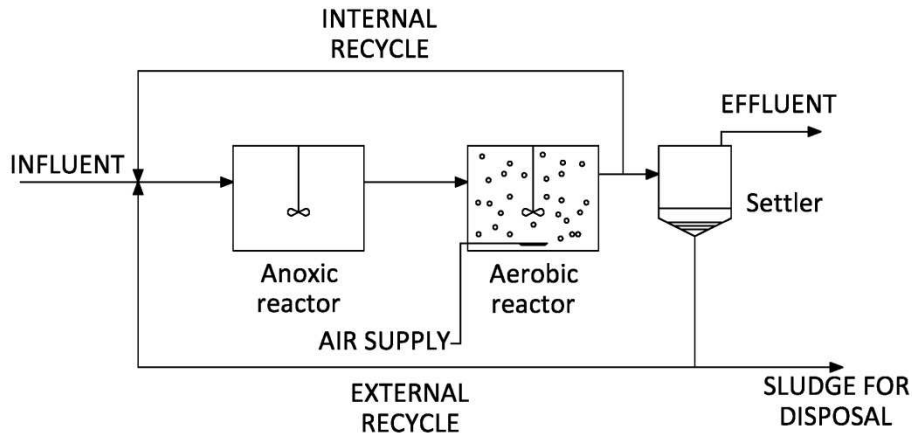 INTERNAL
RECYCLE
EFFLUENT
INFLUENT
Settler
Anoxic
reactor
Aerobic
reactor
AIR SUPPLY
EXTERNAL
RECYCLE
SLUDGE FOR
DISPOSAL